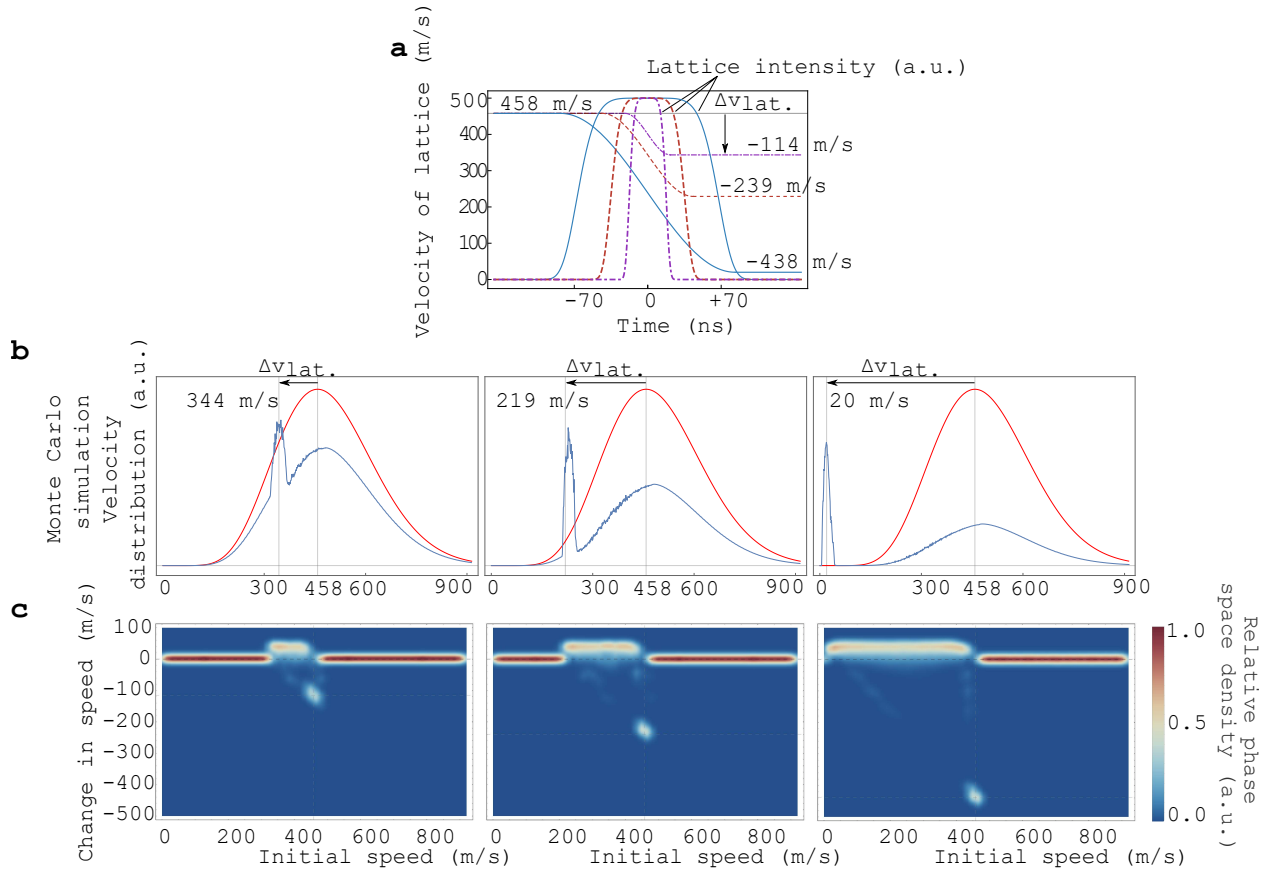 a
Velocity of lattice (m/s)
Lattice intensity (a.u.)
500
400
300
200
100
0
458 m/s
Δvlat.
-114 m/s
-239 m/s
-438 m/s
-70 0 +70
Time (ns)
b
Monte Carlo
simulation
Velocity
distribution (a.u.)
Δvlat. Δvlat. Δvlat.
344 m/s 219 m/s 20 m/s
0 300 458 600 900
0 300 458 600 900
0 300 458 600 900
c
Change in speed (m/s)
100
0
-100
-200
-300
-400
-500
0 200 400 600 800
200 400 600 800
0 200 400 600 800
Initial speed (m/s) Initial speed (m/s) Initial speed (m/s)
1.0
0.5
0.0
Relative phase
space density (a.u.)